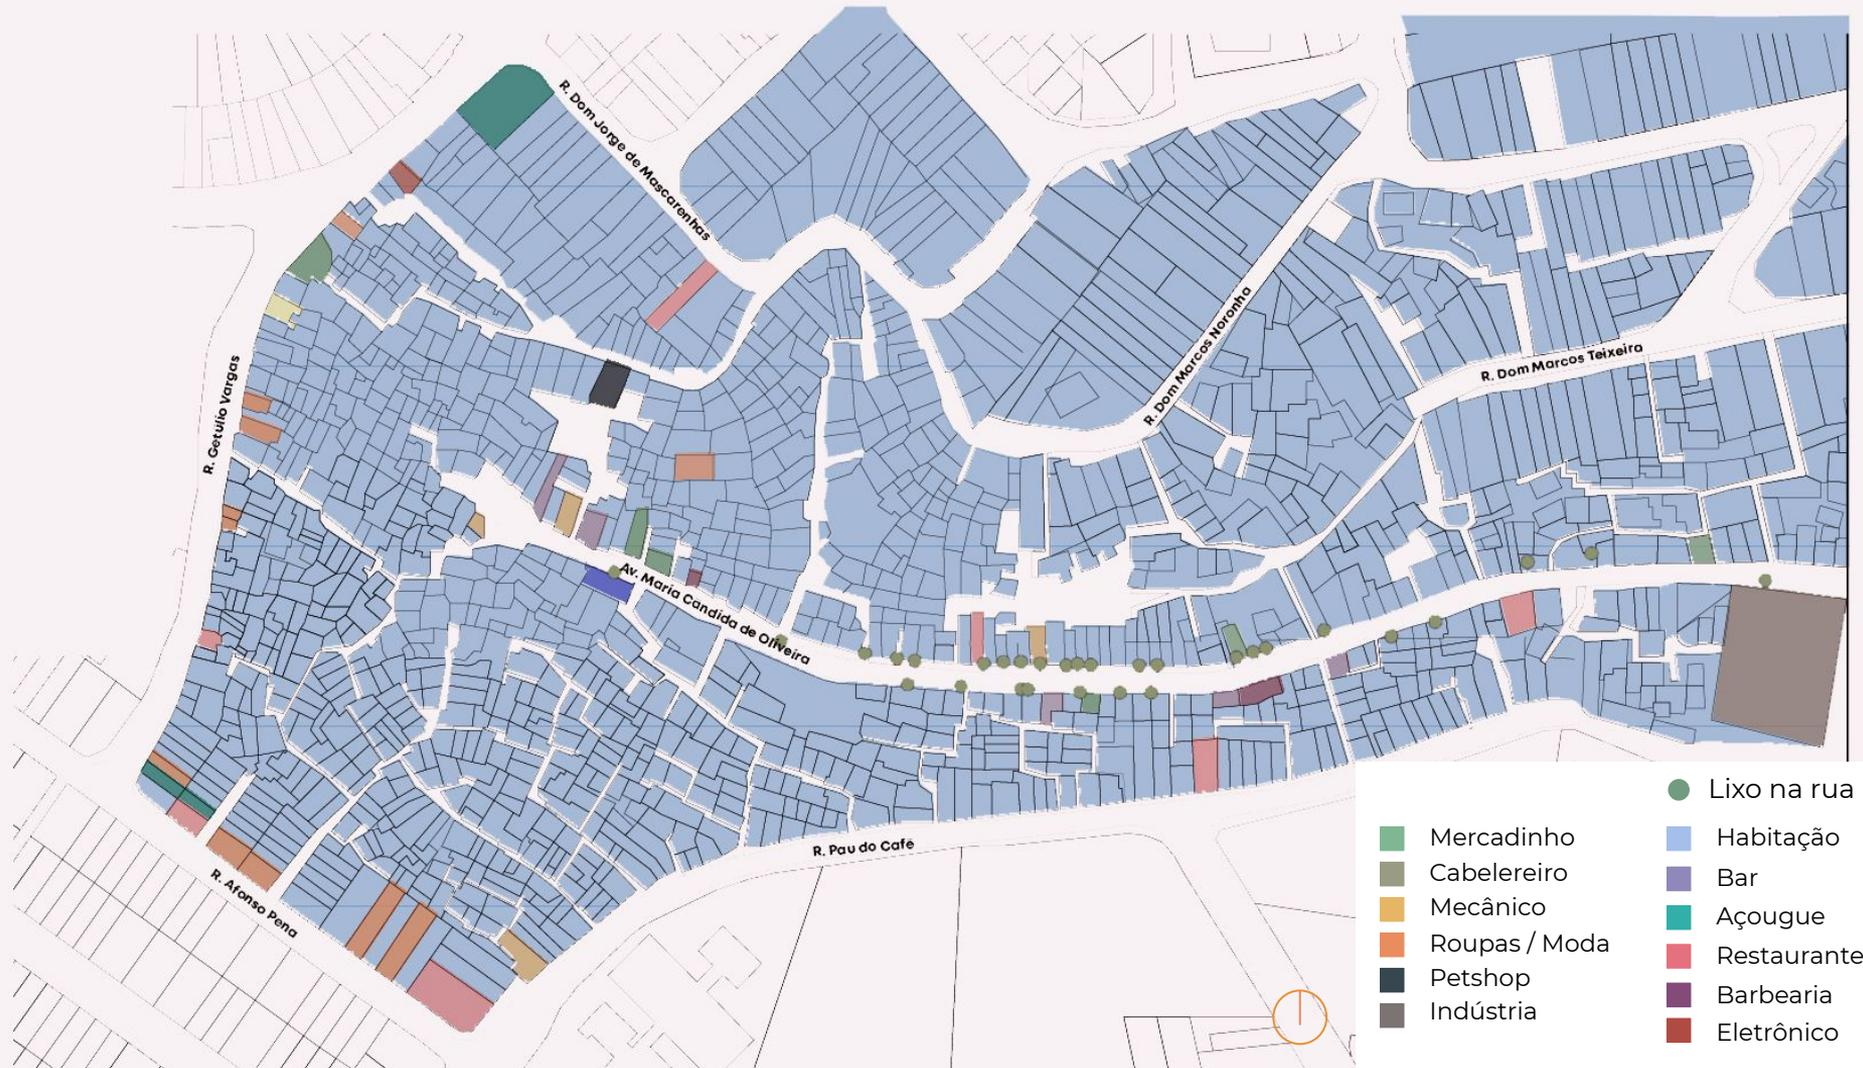 R. Dom Jorge de Mascarenhas
R. Dom Marcos Noronha
R. Dom Marcos Teixeira
R. Getulio Vargas
Av. Maria Candida de Oliveira
R. Pau do Café
R. Afonso Pena
Lixo na rua
Mercadinho
Cabelereiro
Mecânico
Roupas / Moda
Petshop
Indústria
Habitação
Bar
Açougue
Restaurante
Barbearia
Eletrônico